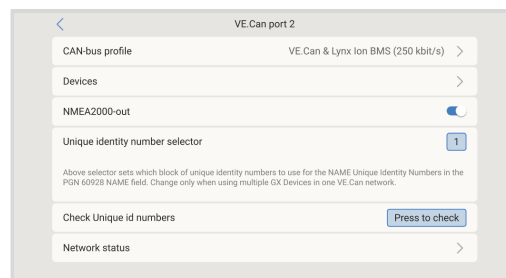 VE.Can port 2
CAN-bus profile VE.Can & Lynx Ion BMS (250 kbit/s)
Devices
NMEA2000-out
Unique identity number selector 1
Above selector sets which block of unique identity numbers to use for the NAME Unique Identity Numbers in the
PGN 60928 NAME field. Change only when using multiple GX Devices in one VE.Can network.
Check Unique id numbers Press to check
Network status